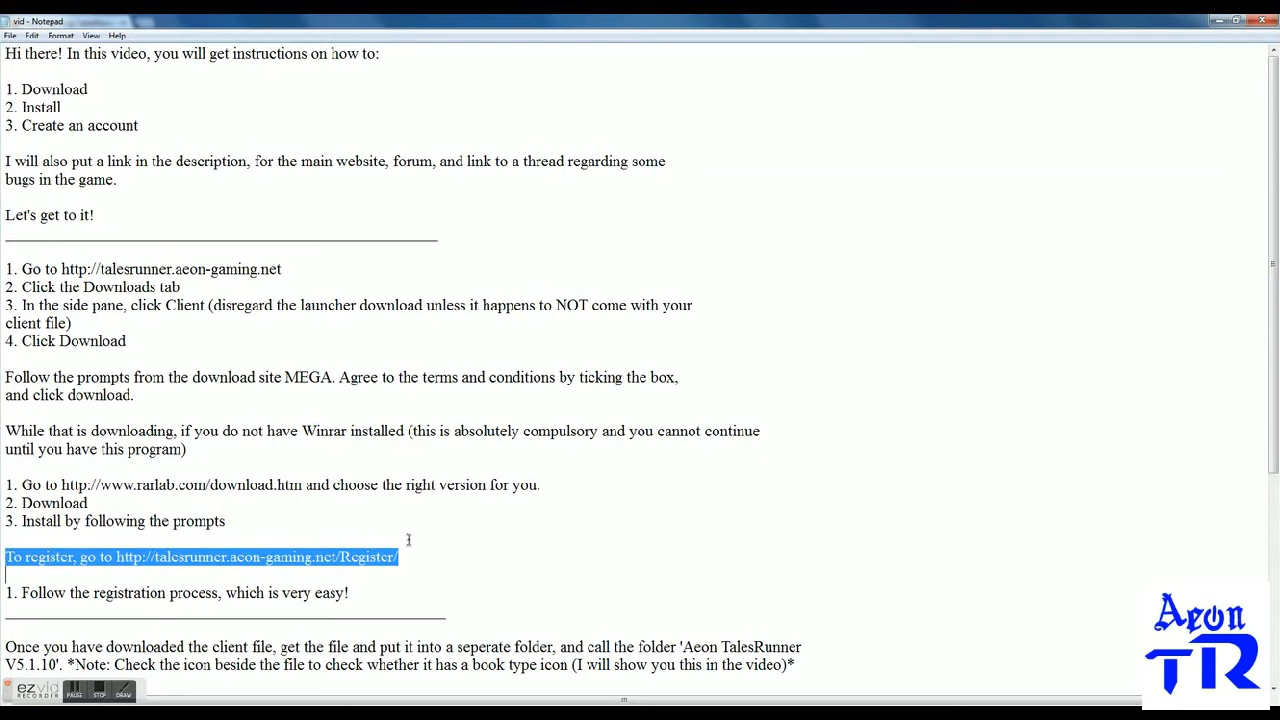 vid - Notepad
File Edit Format View Help
Hi there! In this video, you will get instructions on how to:
1. Download
2. Install
3. Create an account
I will also put a link in the description, for the main website, forum, and link to a thread regarding some
bugs in the game.
Let's get to it!
1. Go to http://talesrunner.aeon-gaming.net
2. Click the Downloads tab
3. In the side pane, click Client (disregard the launcher download unless it happens to NOT come with your
client file)
4. Click Download
Follow the prompts from the download site MEGA. Agree to the terms and conditions by ticking the box,
and click download.
While that is downloading, if you do not have Winrar installed (this is absolutely compulsory and you cannot continue
until you have this program)
1. Go to http://www.rarlab.com/download.htm and choose the right version for you.
2. Download
3. Install by following the prompts
To register, go to http://talesrunner.aeon-gaming.net/Register/
1. Follow the registration process, which is very easy!
Once you have downloaded the client file, get the file and put it into a seperate folder, and call the folder 'Aeon TalesRunner
V5.1.10'. *Note: Check the icon beside the file to check whether it has a book type icon (I will show you this in the video)*
ezvid
RECORDER
PAUSE STOP DRAW
Aeon
TR